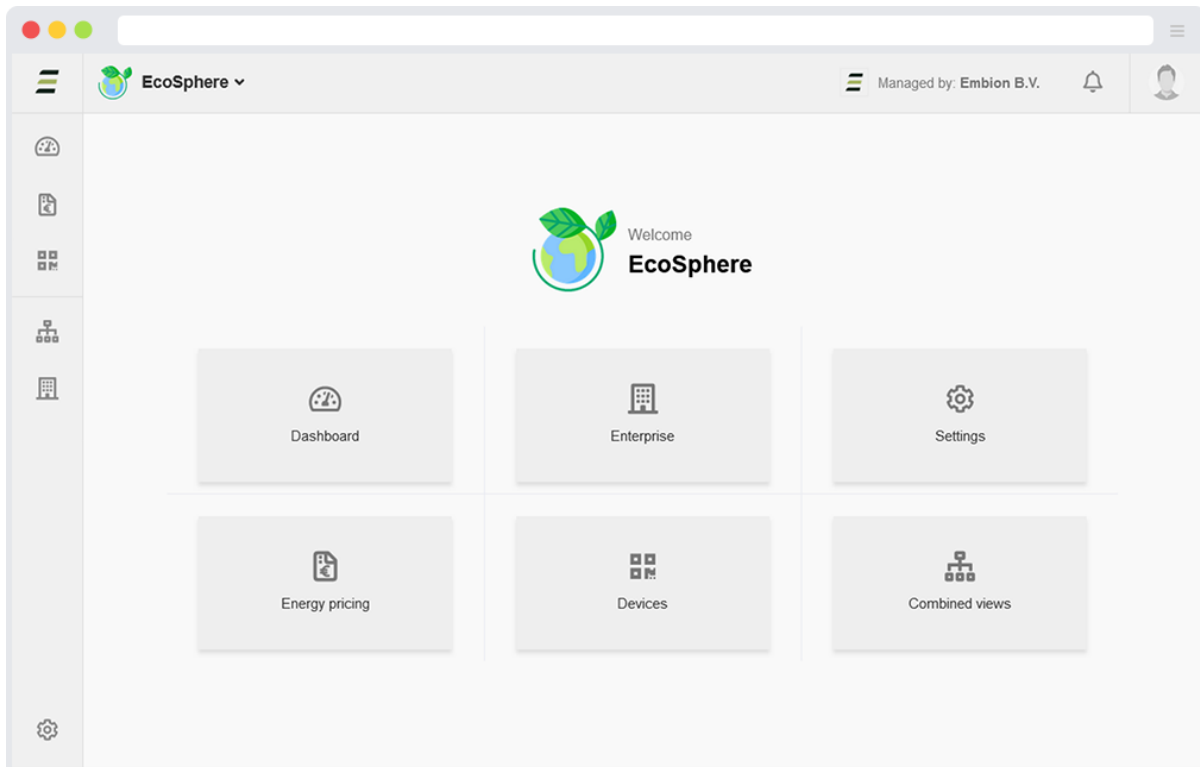 EcoSphere
Managed by: Embion B.V.
Welcome
EcoSphere
Dashboard
Enterprise
Settings
Energy pricing
Devices
Combined views